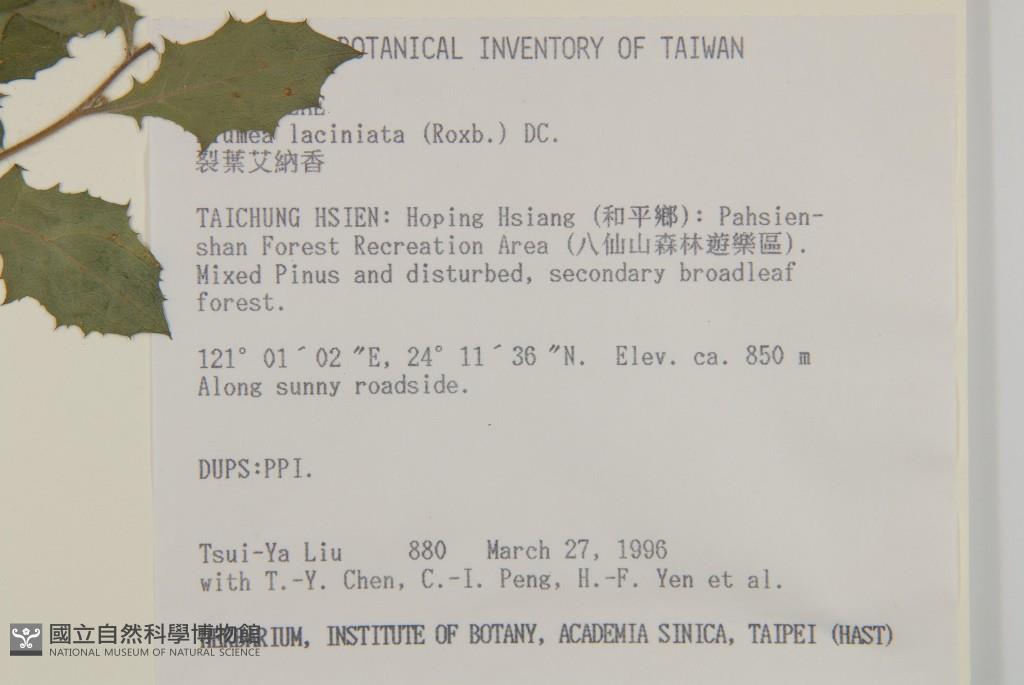 BOTANICAL INVENTORY OF TAIWAN
laciniata (Roxb.) DC.
裂葉艾納香
TAICHUNG HSIEN: Hoping Hsiang (和平鄉): Pahsien-
shan Forest Recreation Area (八仙山森林遊樂區).
Mixed Pinus and disturbed, secondary broadleaf
forest.
121° 01´02 "E, 24° 11´36 "N. Elev. ca. 850 m
Along sunny roadside.
DUPS:PPI.
Tsui-Ya Liu 880 March 27, 1996
with T.-Y. Chen, C.-I. Peng, H.-F. Yen et al.
HERBARIUM, INSTITUTE OF BOTANY, ACADEMIA SINICA, TAIPEI (HAST)
國立自然科學博物館
NATIONAL MUSEUM OF NATURAL SCIENCE